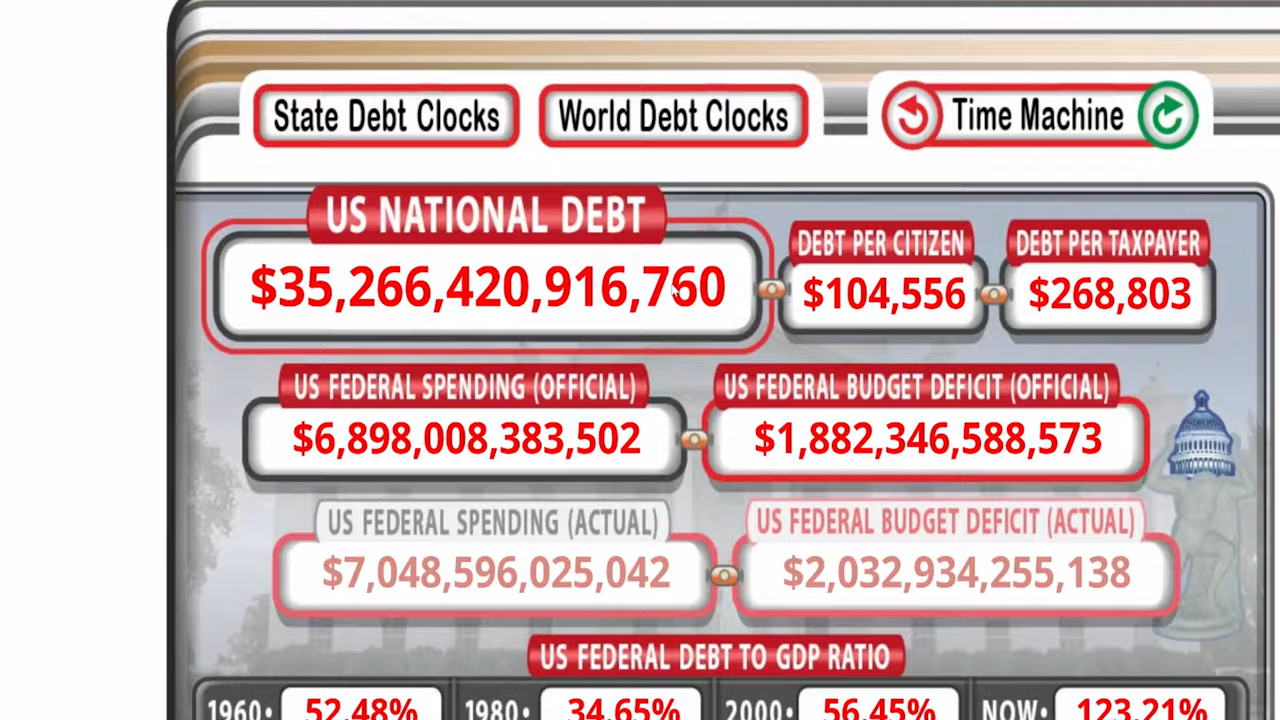 State Debt Clocks World Debt Clocks Time Machine
US NATIONAL DEBT
DEBT PER CITIZEN DEBT PER TAXPAYER
$35,266,420,916,760 $104,556 $268,803
US FEDERAL SPENDING (OFFICIAL) US FEDERAL BUDGET DEFICIT (OFFICIAL)
$6,898,008,383,502 $1,882,346,588,573
US FEDERAL SPENDING (ACTUAL) US FEDERAL BUDGET DEFICIT (ACTUAL)
$7,048,596,025,042 $2,032,934,255,138
US FEDERAL DEBT TO GDP RATIO
1960• 52.48% 1980• 34.65% 2000• 56.45% NOW• 123.21%